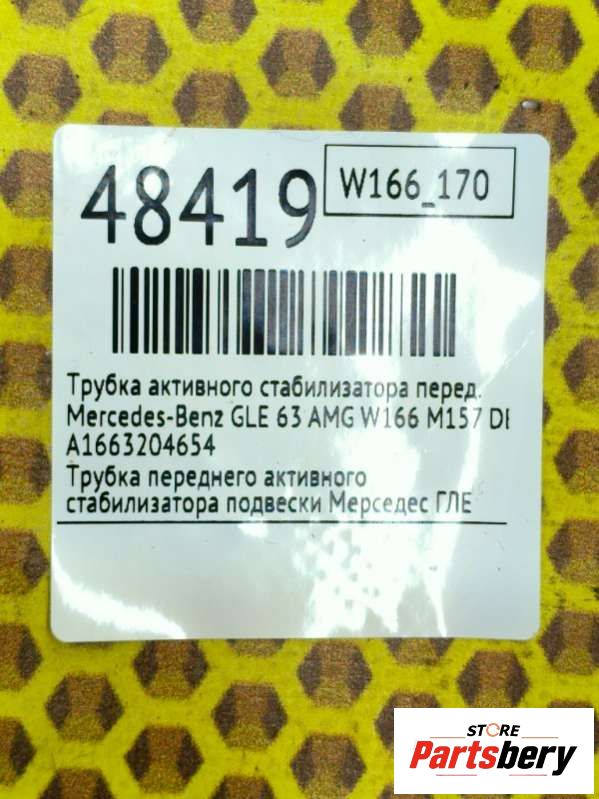 48419
W166_170
Трубка активного стабилизатора перед.
Mercedes-Benz GLE 63 AMG W166 M157
A1663204654
Трубка переднего активного
стабилизатора подвески Мерседес ГЛЕ
STORE
Partsbery